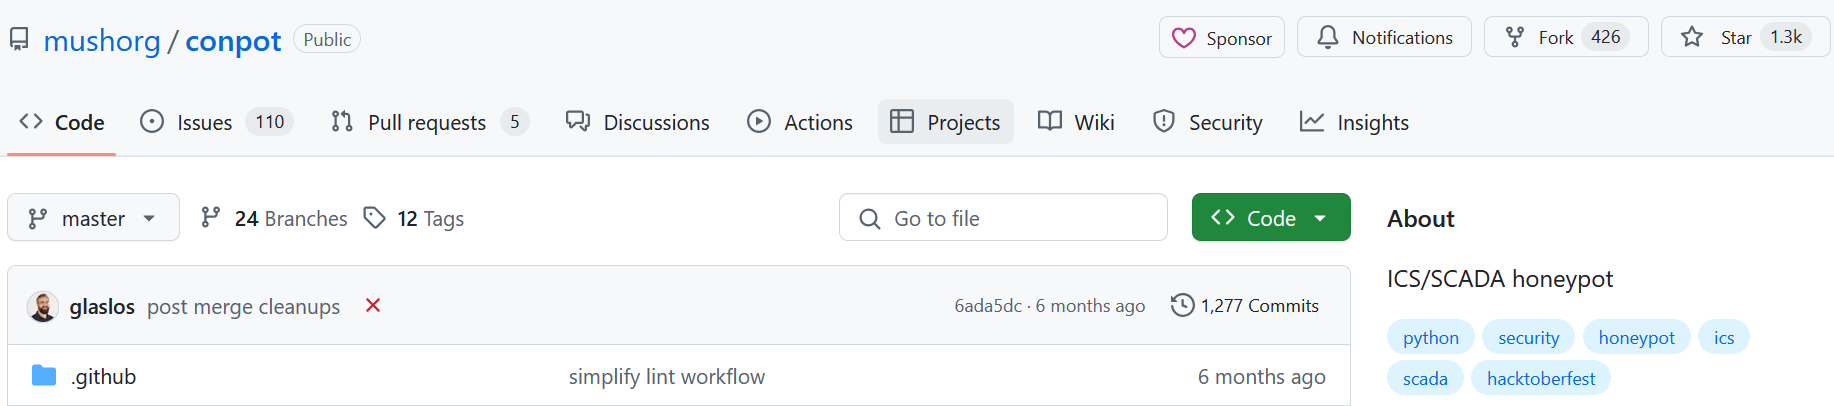 mushorg / conpot Public Sponsor Notifications Fork 426 Star 1.3k
Code Issues 110 Pull requests 5 Discussions Actions Projects Wiki Security Insights
master 24 Branches 12 Tags Go to file Code About
ICS/SCADA honeypot
glaslos post merge cleanups 6ada5dc · 6 months ago 1,277 Commits
python security honeypot ics
.github simplify lint workflow 6 months ago
scada hacktoberfest